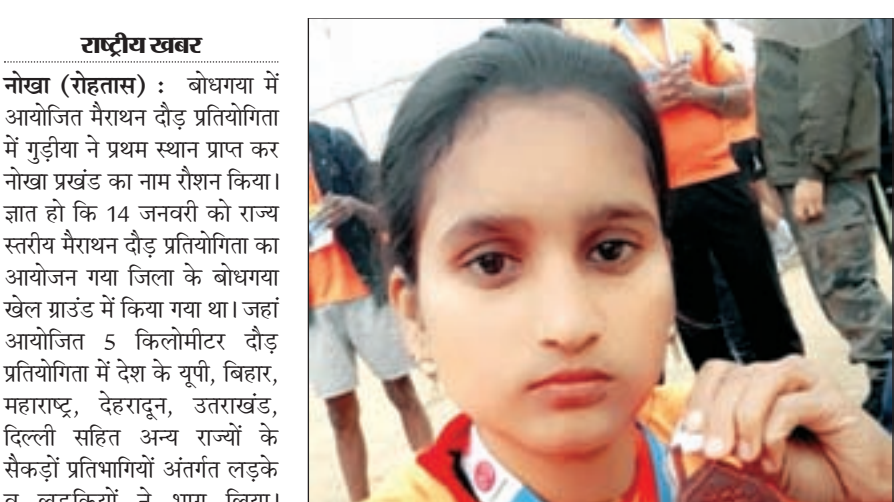 राष्ट्रीय खबर
नोखा (रोहतास) : बोधगया में
आयोजित मैराथन दौड़ प्रतियोगिता
में गुड़ीया ने प्रथम स्थान प्राप्त कर
नोखा प्रखंड का नाम रौशन किया।
ज्ञात हो कि 14 जनवरी को राज्य
स्तरीय मैराथन दौड़ प्रतियोगिता का
आयोजन गया जिला के बोधगया
खेल ग्राउंड में किया गया था। जहां
आयोजित 5 किलोमीटर दौड़
प्रतियोगिता में देश के यूपी, बिहार,
महाराष्ट्र, देहरादून, उतराखंड,
दिल्ली सहित अन्य राज्यों के
सैकड़ों प्रतिभागियों अंतर्गत लड़के
व लड़कियों ने भाग लिया।